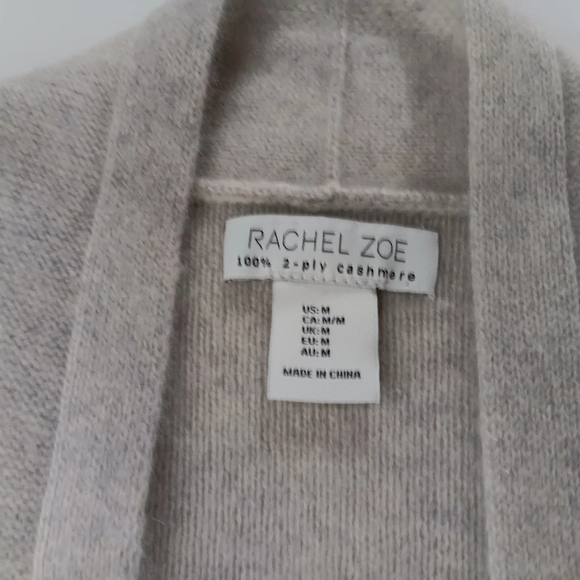 RACHEL ZOE
100% 2-ply cashmere
US: M
CA: M/M
UK: M
EU: M
AU: M
MADE IN CHINA